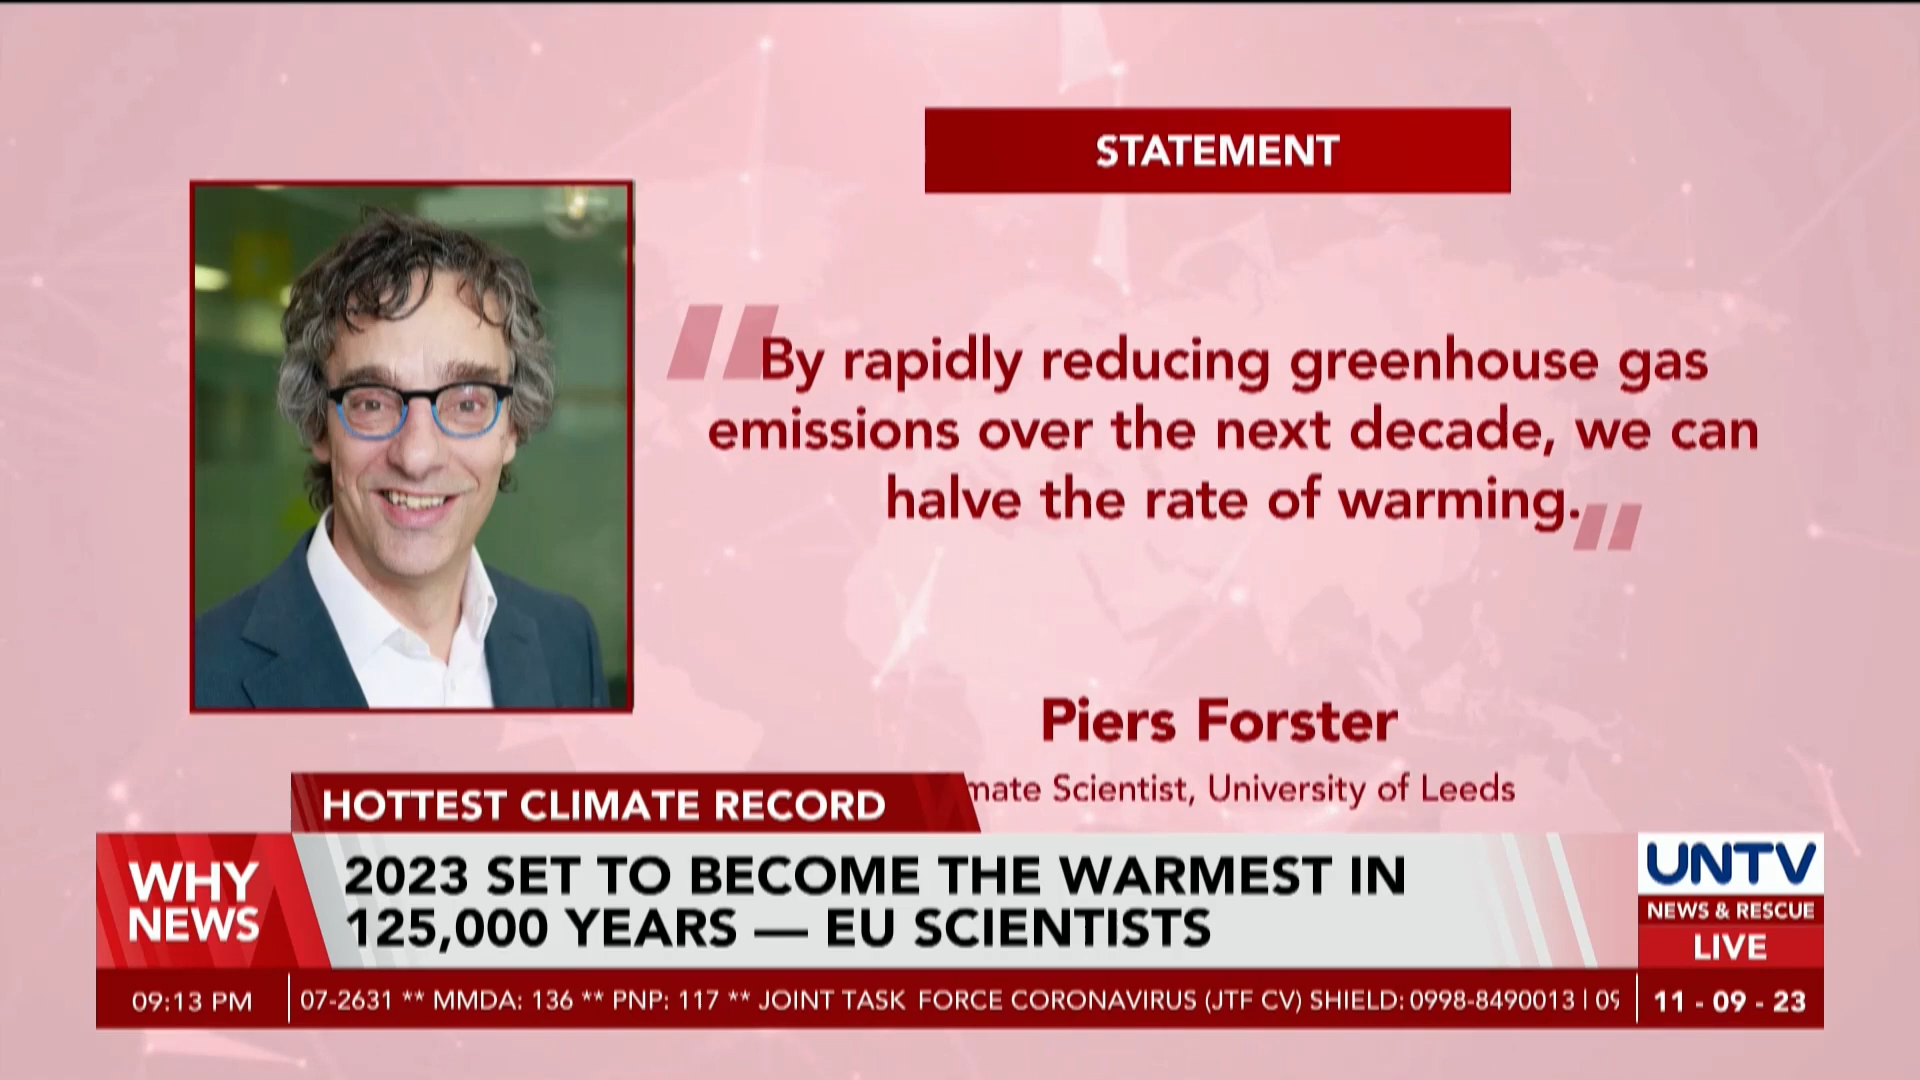 STATEMENT
By rapidly reducing greenhouse gas
emissions over the next decade, we can
halve the rate of warming.
Piers Forster
Scientist, University of Leeds
HOTTEST CLIMATE RECORD
WHY
NEWS
2023 SET TO BECOME THE WARMEST IN
125,000 YEARS — EU SCIENTISTS
UNTV
NEWS & RESCUE
LIVE
09:13 PM
07-2631 ** MMDA: 136 ** PNP: 117 ** JOINT TASK FORCE CORONAVIRUS (JTF CV) SHIELD: 0998-8490013 |
11 - 09 - 23